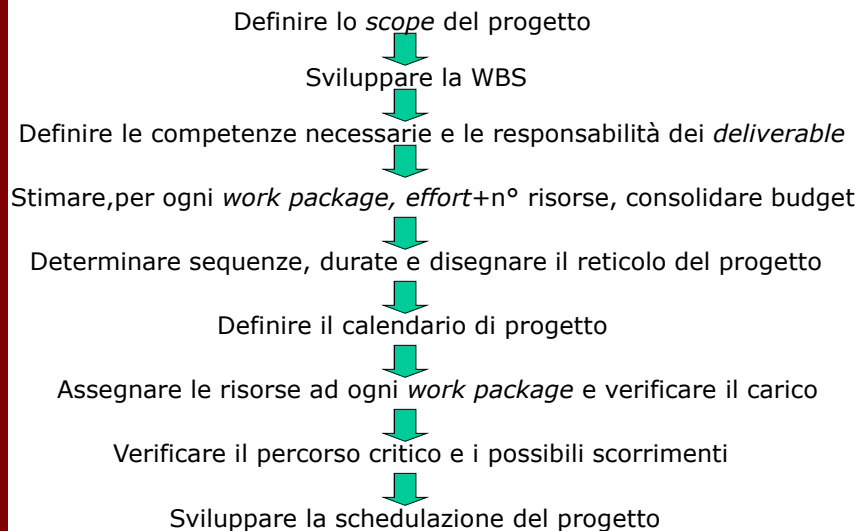 Definire lo scope del progetto
Sviluppare la WBS
Definire le competenze necessarie e le responsabilità dei deliverable
Stimare,per ogni work package, effort+n° risorse, consolidare budget
Determinare sequenze, durate e disegnare il reticolo del progetto
Definire il calendario di progetto
Assegnare le risorse ad ogni work package e verificare il carico
Verificare il percorso critico e i possibili scorrimenti
Sviluppare la schedulazione del progetto